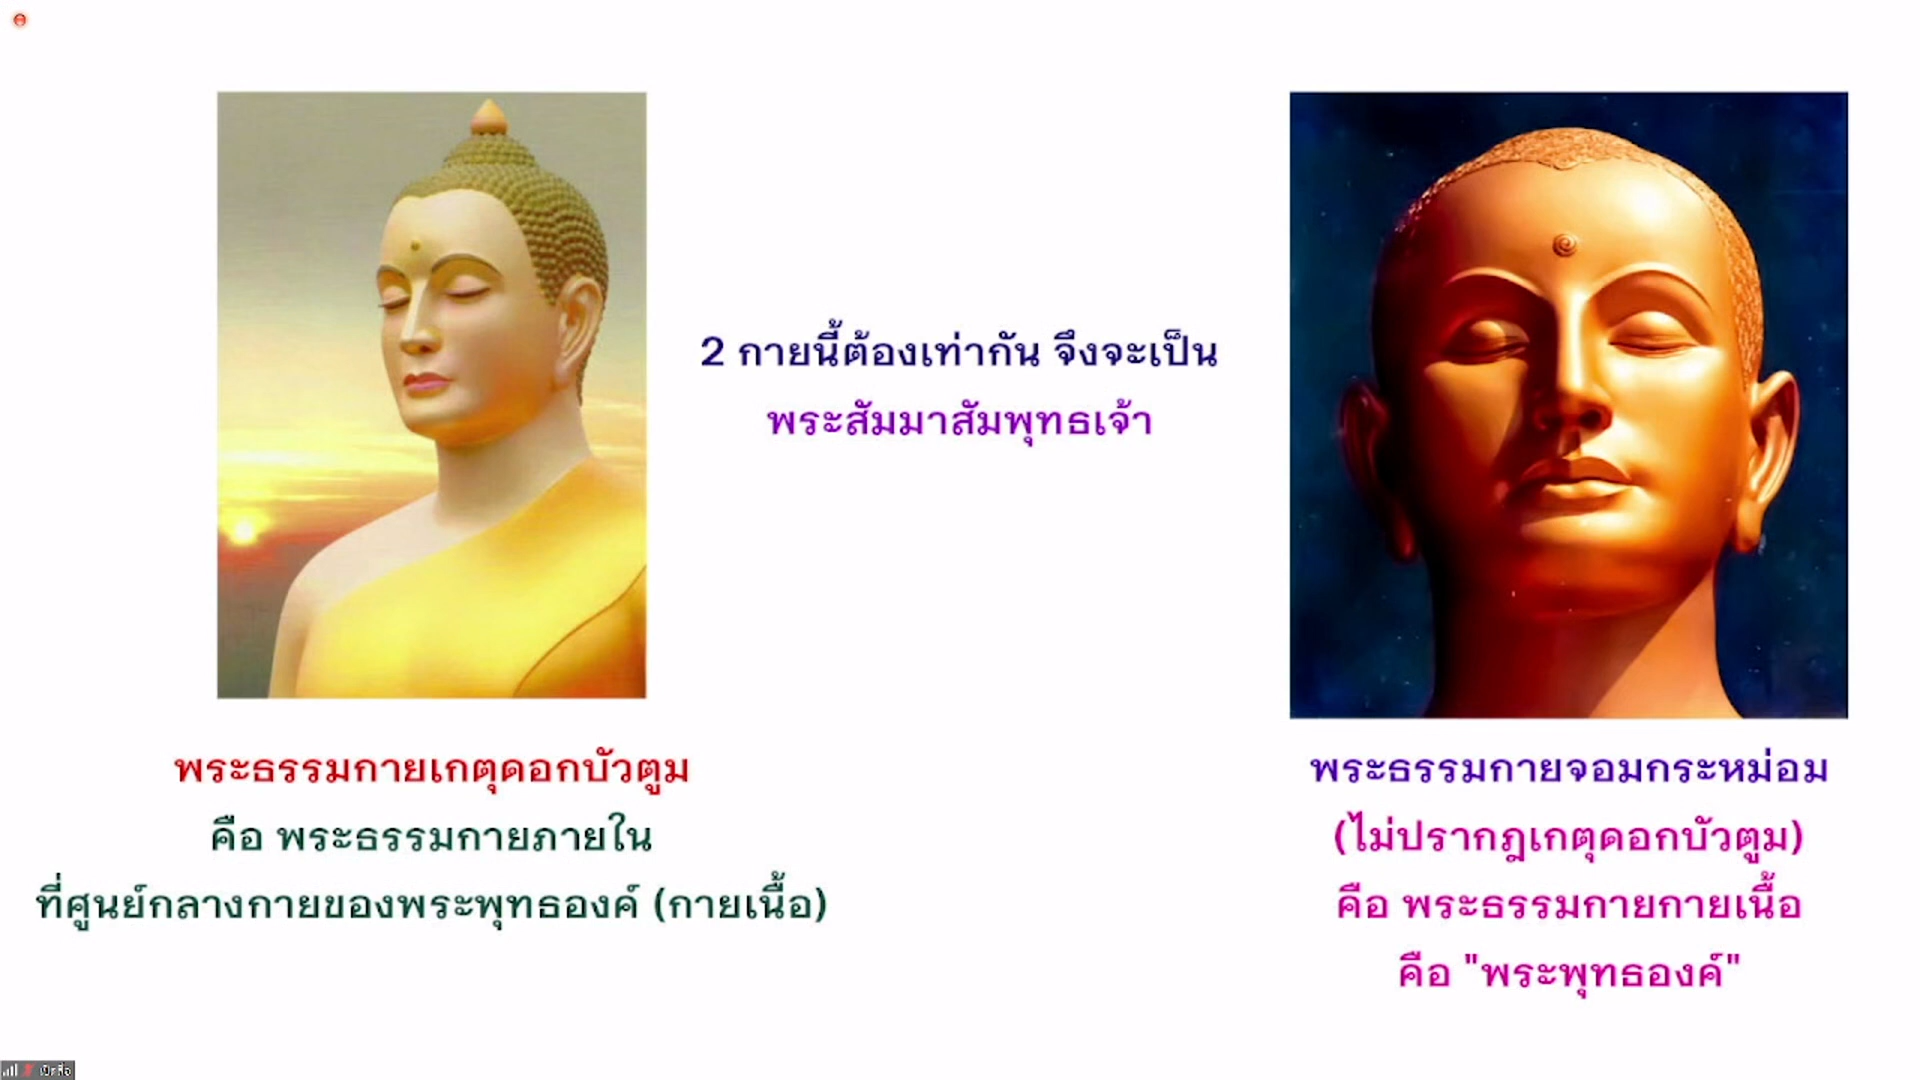 2 กายนี้ต้องเท่ากัน จึงจะเป็น
พระสัมมาสัมพุทธเจ้า
พระธรรมกายเกตุดอกบัวตูม
คือ พระธรรมกายภายใน
ที่ศูนย์กลางกายของพระพุทธองค์ (กายเนื้อ)
พระธรรมกายจอมกระหม่อม
(ไม่ปรากฎเกตุดอกบัวตูม)
คือ พระธรรมกายกายเนื้อ
คือ "พระพุทธองค์"